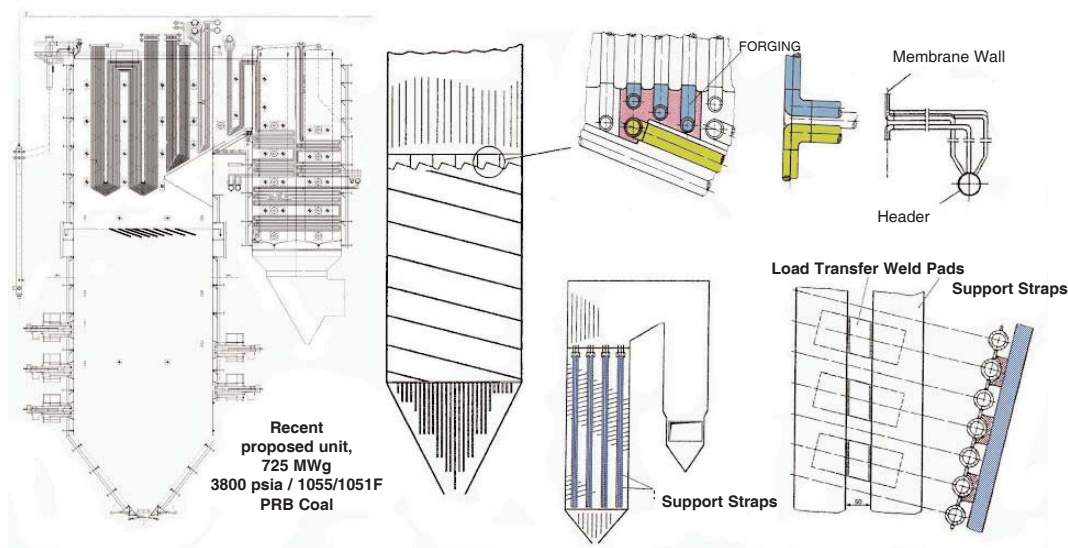 FORGING
Membrane Wall
Header
Load Transfer Weld Pads
Support Straps
Recent
proposed unit,
725 MWg
3800 psia / 1055/1051F
PRB Coal
Support Straps
50